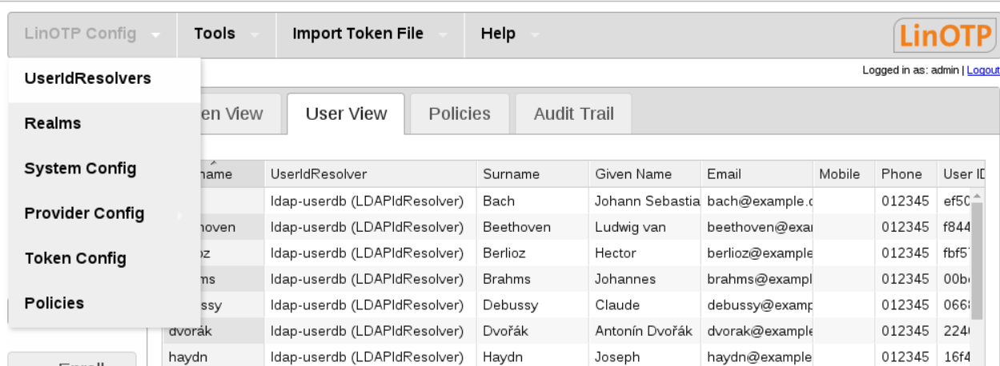 LinOTP Config Tools Import Token File Help LinOTP
UserIdResolvers Logged in as: admin | Logout
en View User View Policies Audit Trail
Realms
System Config
name UserIdResolver Surname Given Name Email Mobile Phone User ID
ldap-userdb (LDAPIdResolver) Bach Johann Sebastia bach@example.c 012345 ef50
Provider Config
hoven ldap-userdb (LDAPIdResolver) Beethoven Ludwig van beethoven@exa 012345 f844
oz ldap-userdb (LDAPIdResolver) Berlioz Hector berlioz@example 012345 fbf5
Token Config
ms ldap-userdb (LDAPIdResolver) Brahms Johannes brahms@exampl 012345 00b
Policies
ssy ldap-userdb (LDAPIdResolver) Debussy Claude debussy@examp 012345 066
dvorák ldap-userdb (LDAPIdResolver) Dvořák Antonín Dvořák dvorak@example 012345 224
haydn ldap-userdb (LDAPIdResolver) Haydn Joseph haydn@example 012345 16f4